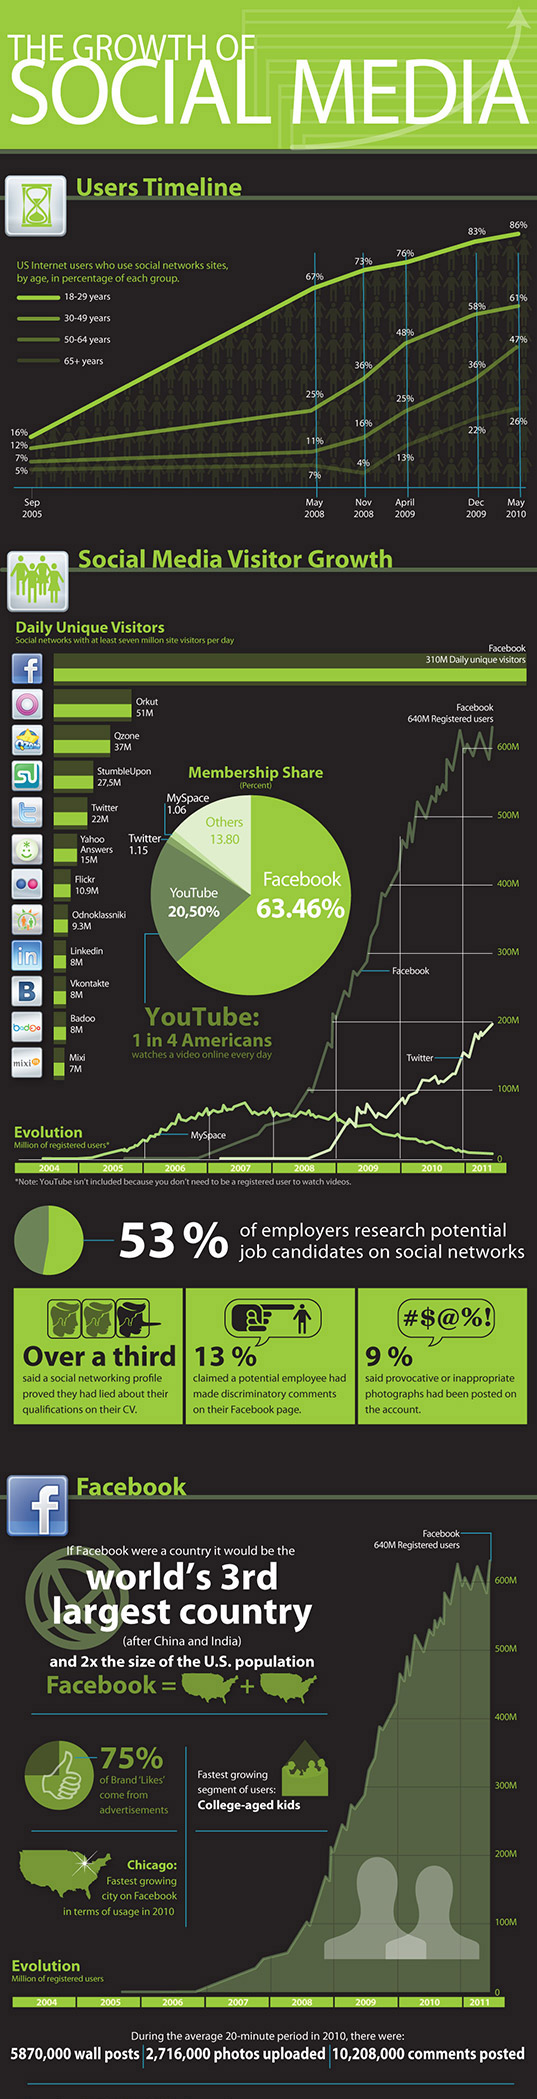 THE GROWTH OF
SOCIAL MEDIA
Users Timeline
US Internet users who use social networks sites,
by age, in percentage of each group.
18-29 years
30-49 years
50-64 years
65+ years
16%
12%
7%
5%
67%
73%
76%
83%
86%
25%
36%
48%
58%
61%
11%
16%
25%
36%
47%
7%
4%
13%
22%
26%
Sep
2005
May
2008
Nov
2008
April
2009
Dec
2009
May
2010
Social Media Visitor Growth
Daily Unique Visitors
Social networks with at least seven millon site visitors per day
Facebook
310M Daily unique visitors
Orkut
51M
Qzone
37M
StumbleUpon
27,5M
Twitter
22M
Yahoo
Answers
15M
Flickr
10.9M
Odnoklassniki
9.3M
Linkedin
8M
Vkontakte
8M
Badoo
8M
Mixi
7M
Membership Share
(Percent)
MySpace
1.06
Others
13.80
Twitter
1.15
YouTube
20,50%
Facebook
63.46%
YouTube:
1 in 4 Americans
watches a video online every day
Facebook
640M Registered users
600M
500M
400M
300M
200M
100M
0
Facebook
Twitter
MySpace
Evolution
Million of registered users*
2004 2005 2006 2007 2008 2009 2010 2011
*Note: YouTube isn't included because you don't need to be a registered user to watch videos.
53 %
of employers research potential
job candidates on social networks
#$@%!
Over a third
said a social networking profile
proved they had lied about their
qualifications on their CV.
13 %
claimed a potential employee had
made discriminatory comments
on their Facebook page.
9 %
said provocative or inappropriate
photographs had been posted on
the account.
Facebook
If Facebook were a country it would be the
world's 3rd
largest country
(after China and India)
and 2x the size of the U.S. population
Facebook = +
75%
of Brand 'Likes'
come from
advertisements
Fastest growing
segment of users:
College-aged kids
Chicago:
Fastest growing
city on Facebook
in terms of usage in 2010
Facebook
640M Registered users
600M
500M
400M
300M
200M
100M
0
Evolution
Million of registered users
2004 2005 2006 2007 2008 2009 2010 2011
During the average 20-minute period in 2010, there were:
5870,000 wall posts 2,716,000 photos uploaded 10,208,000 comments posted